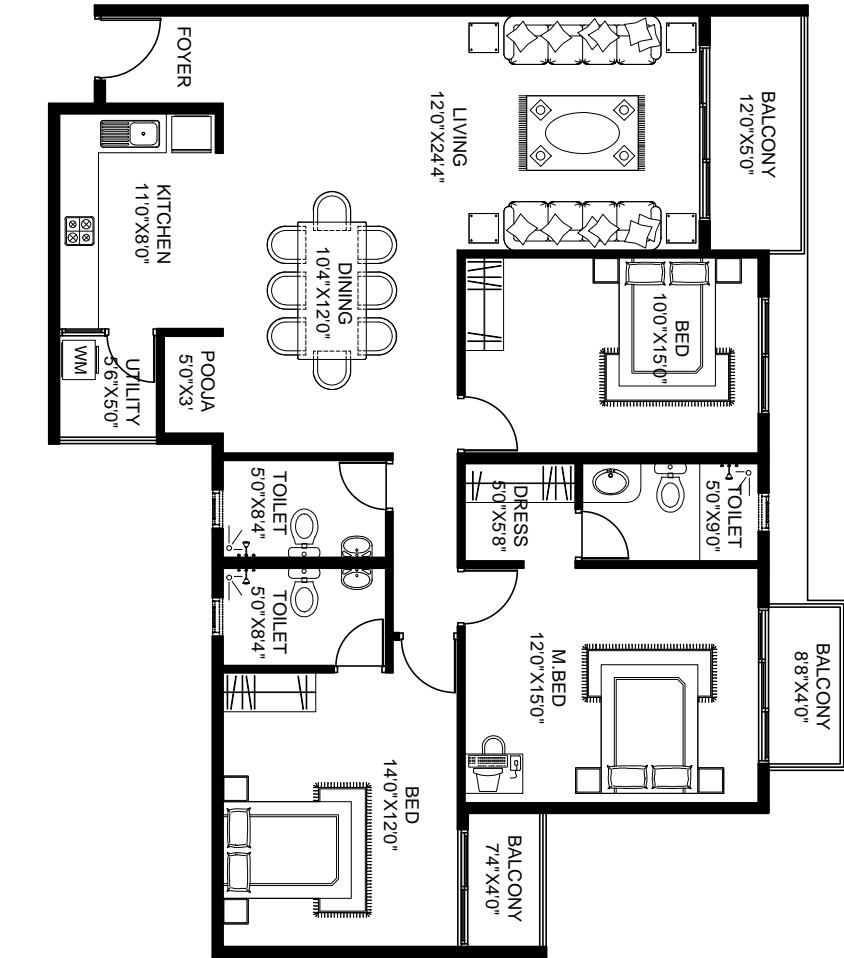 FOYER
BALCONY
12'0"X5'0"
LIVING
12'0"X24'4"
KITCHEN
11'0"X8'0"
DINING
10'4"X12'0"
BED
10'0"X15'0"
WM
UTILITY
5'6"X5'0"
POOJA
5'0"X3'
TOILET
5'0"X8'4"
DRESS
5'0"X5'8"
TOILET
5'0"X9'0"
TOILET
5'0"X8'4"
M.BED
12'0"X15'0"
BALCONY
8'8"X4'0"
BED
14'0"X12'0"
BALCONY
7'4"X4'0"